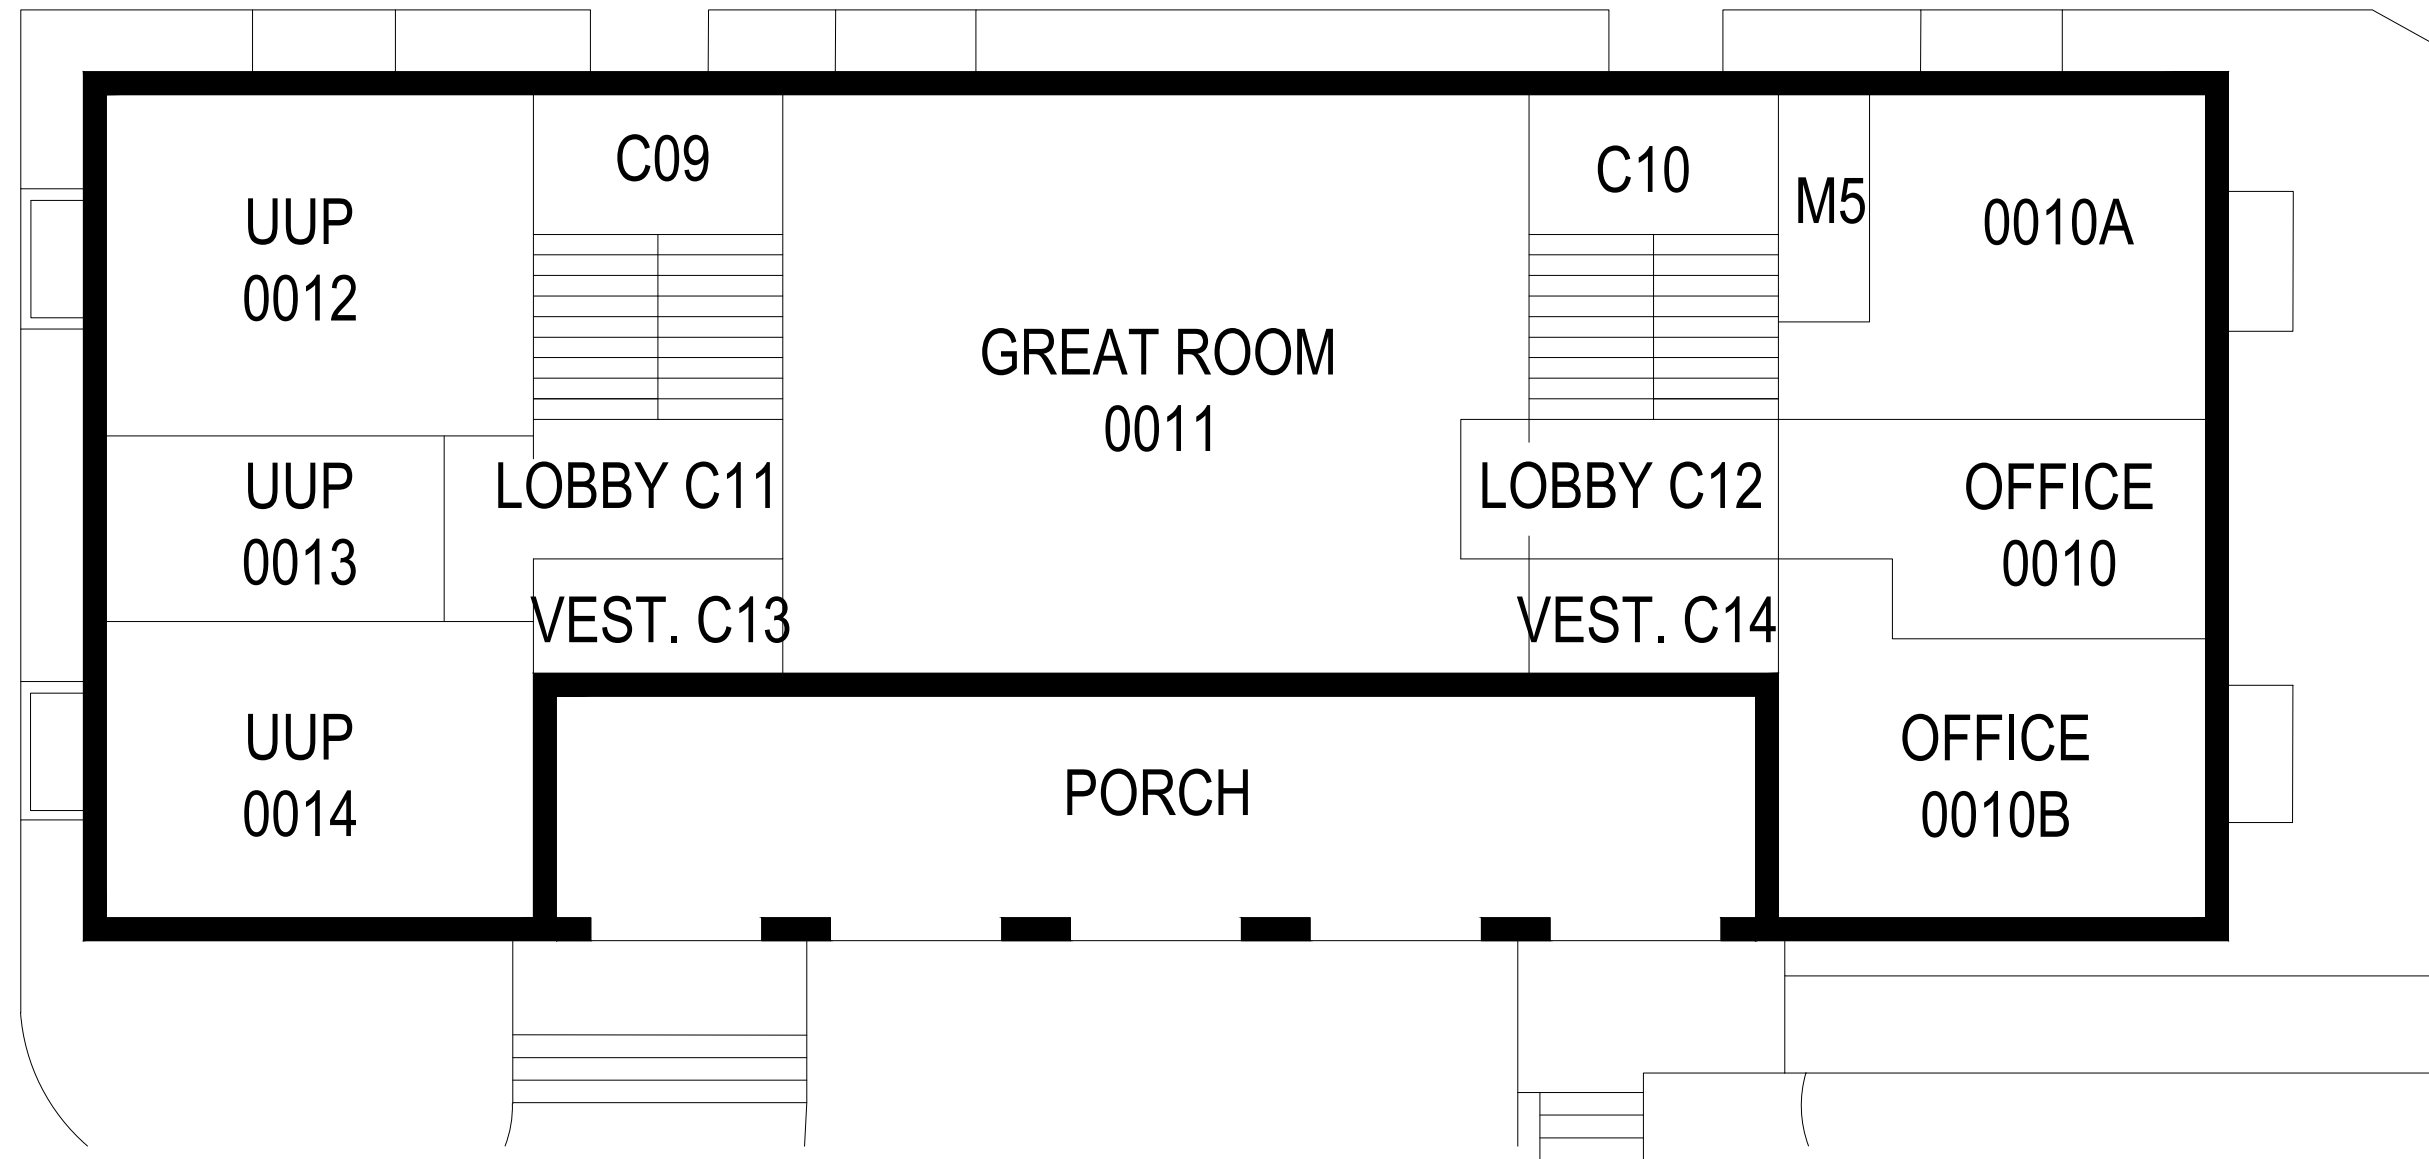 C09
C10
M5
UUP
0012
0010A
GREAT ROOM
0011
UUP
0013
LOBBY C11
LOBBY C12
OFFICE
0010
VEST. C13
VEST. C14
UUP
0014
PORCH
OFFICE
0010B